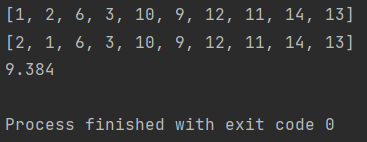 [1, 2, 6, 3, 10, 9, 12, 11, 14, 13]
[2, 1, 6, 3, 10, 9, 12, 11, 14, 13]
9.384
Process finished with exit code 0